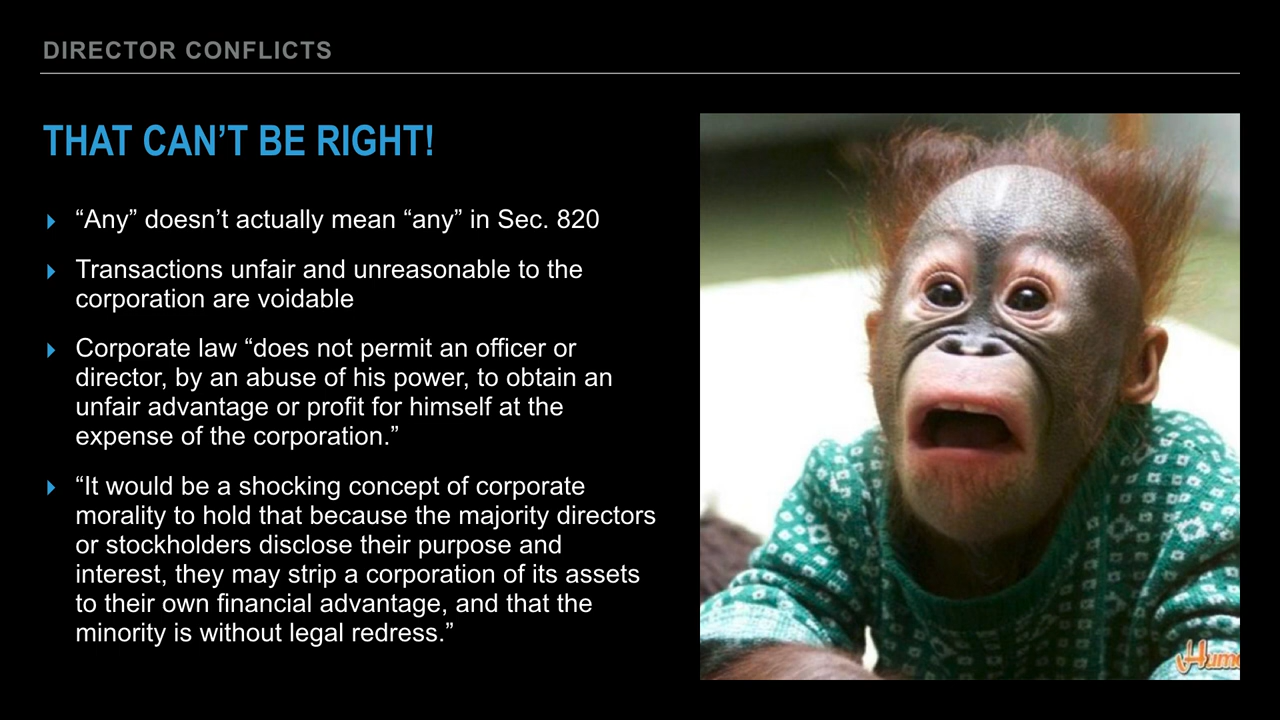 DIRECTOR CONFLICTS
THAT CAN’T BE RIGHT!
“Any” doesn’t actually mean “any” in Sec. 820
Transactions unfair and unreasonable to the
corporation are voidable
Corporate law “does not permit an officer or
director, by an abuse of his power, to obtain an
unfair advantage or profit for himself at the
expense of the corporation.”
“It would be a shocking concept of corporate
morality to hold that because the majority directors
or stockholders disclose their purpose and
interest, they may strip a corporation of its assets
to their own financial advantage, and that the
minority is without legal redress.”